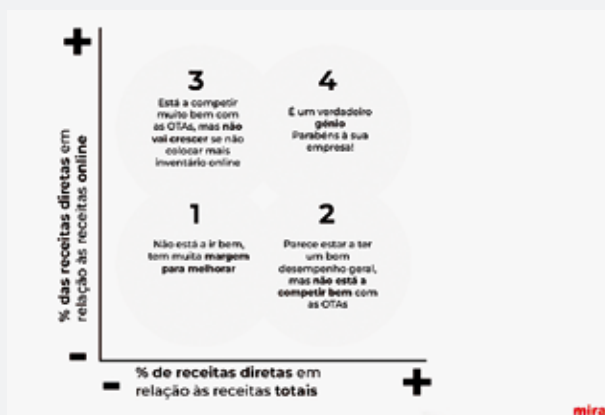 +
3
Está a competir
muito bem com
as OTAs, mas não
vai crescer se não
colocar mais
inventário online
4
É um verdadeiro
génio
Parabéns à sua
empresa!
1
Não está a ir bem,
tem muita margem
para melhorar
2
Parece estar a ter
um bom
desempenho geral,
mas não está a
competir bem com
as OTAs
% das receitas diretas em
relação às receitas online
-
- % de receitas diretas em
relação às receitas totais
+
mira